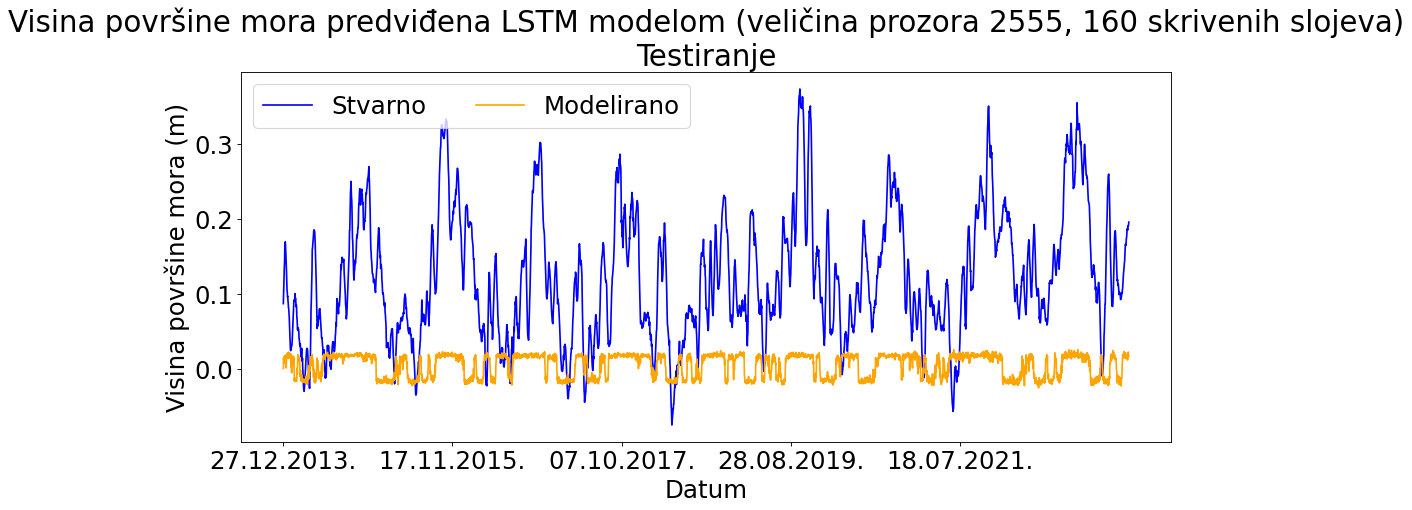 Visina površine mora predviđena LSTM modelom (veličina prozora 2555, 160 skrivenih slojeva)
Testiranje
Stvarno Modelirano
Visina površine mora (m)
0.3
0.2
0.1
0.0
27.12.2013. 17.11.2015. 07.10.2017. 28.08.2019. 18.07.2021.
Datum